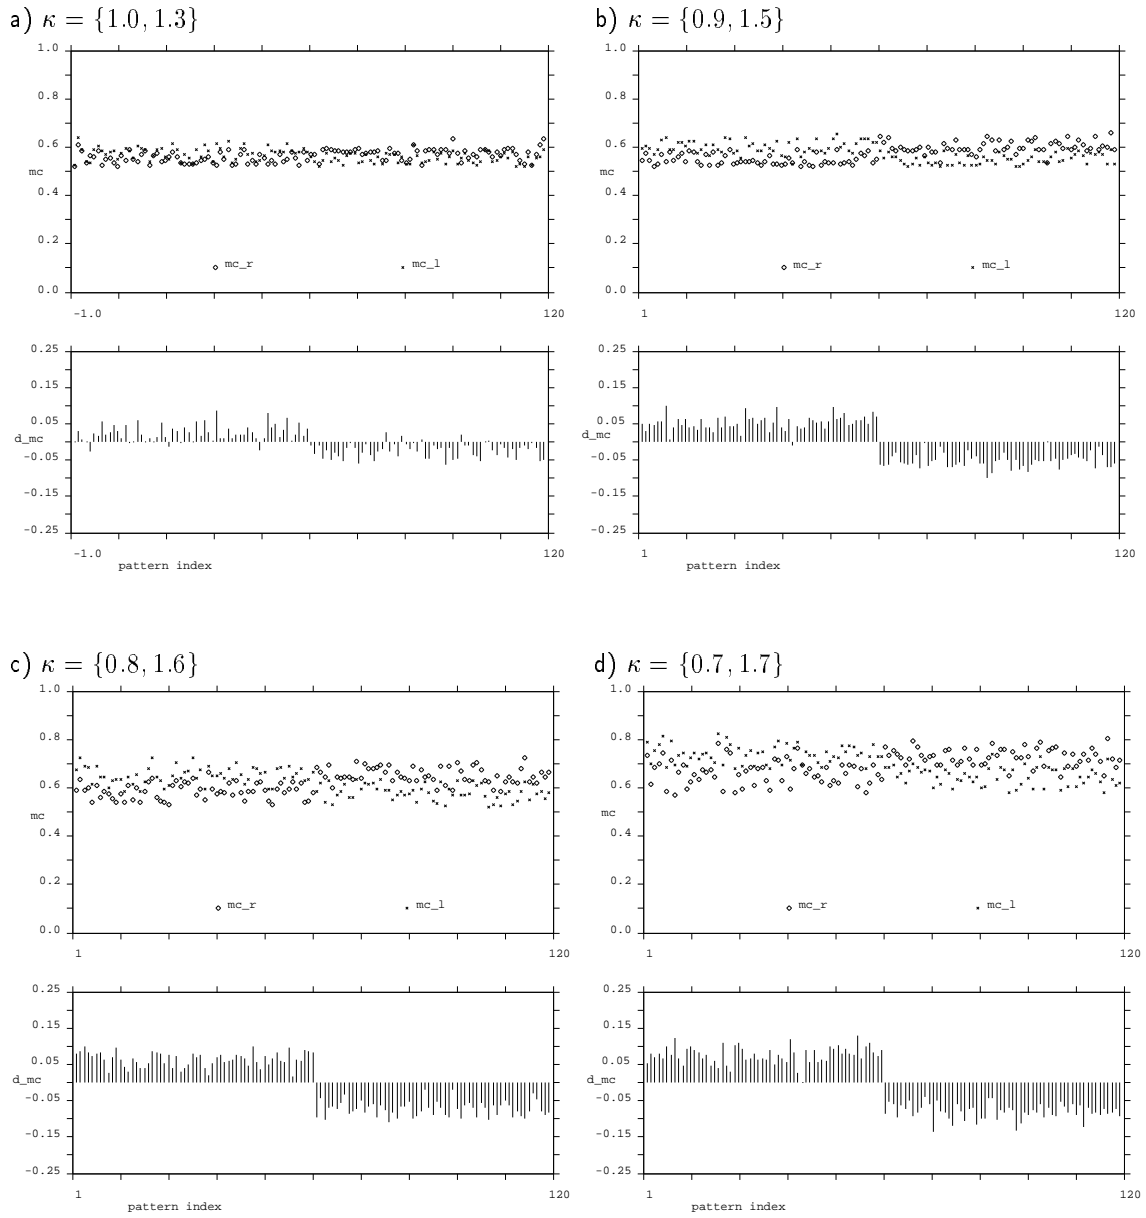 a) κ = {1.0, 1.3}
1.0
0.8
0.6
mc
0.4
0.2
mc_r
mc_l
0.0
-1.0
120
0.25
0.15
0.05
d_mc
-0.05
-0.15
-0.25
-1.0
120
pattern index
b) κ = {0.9, 1.5}
1.0
0.8
0.6
mc
0.4
0.2
mc_r
mc_l
0.0
1
120
0.25
0.15
0.05
d_mc
-0.05
-0.15
-0.25
1
120
pattern index
c) κ = {0.8, 1.6}
1.0
0.8
0.6
mc
0.4
0.2
mc_r
mc_l
0.0
1
120
0.25
0.15
0.05
d_mc
-0.05
-0.15
-0.25
1
120
pattern index
d) κ = {0.7, 1.7}
1.0
0.8
0.6
mc
0.4
0.2
mc_r
mc_l
0.0
1
120
0.25
0.15
0.05
d_mc
-0.05
-0.15
-0.25
1
120
pattern index